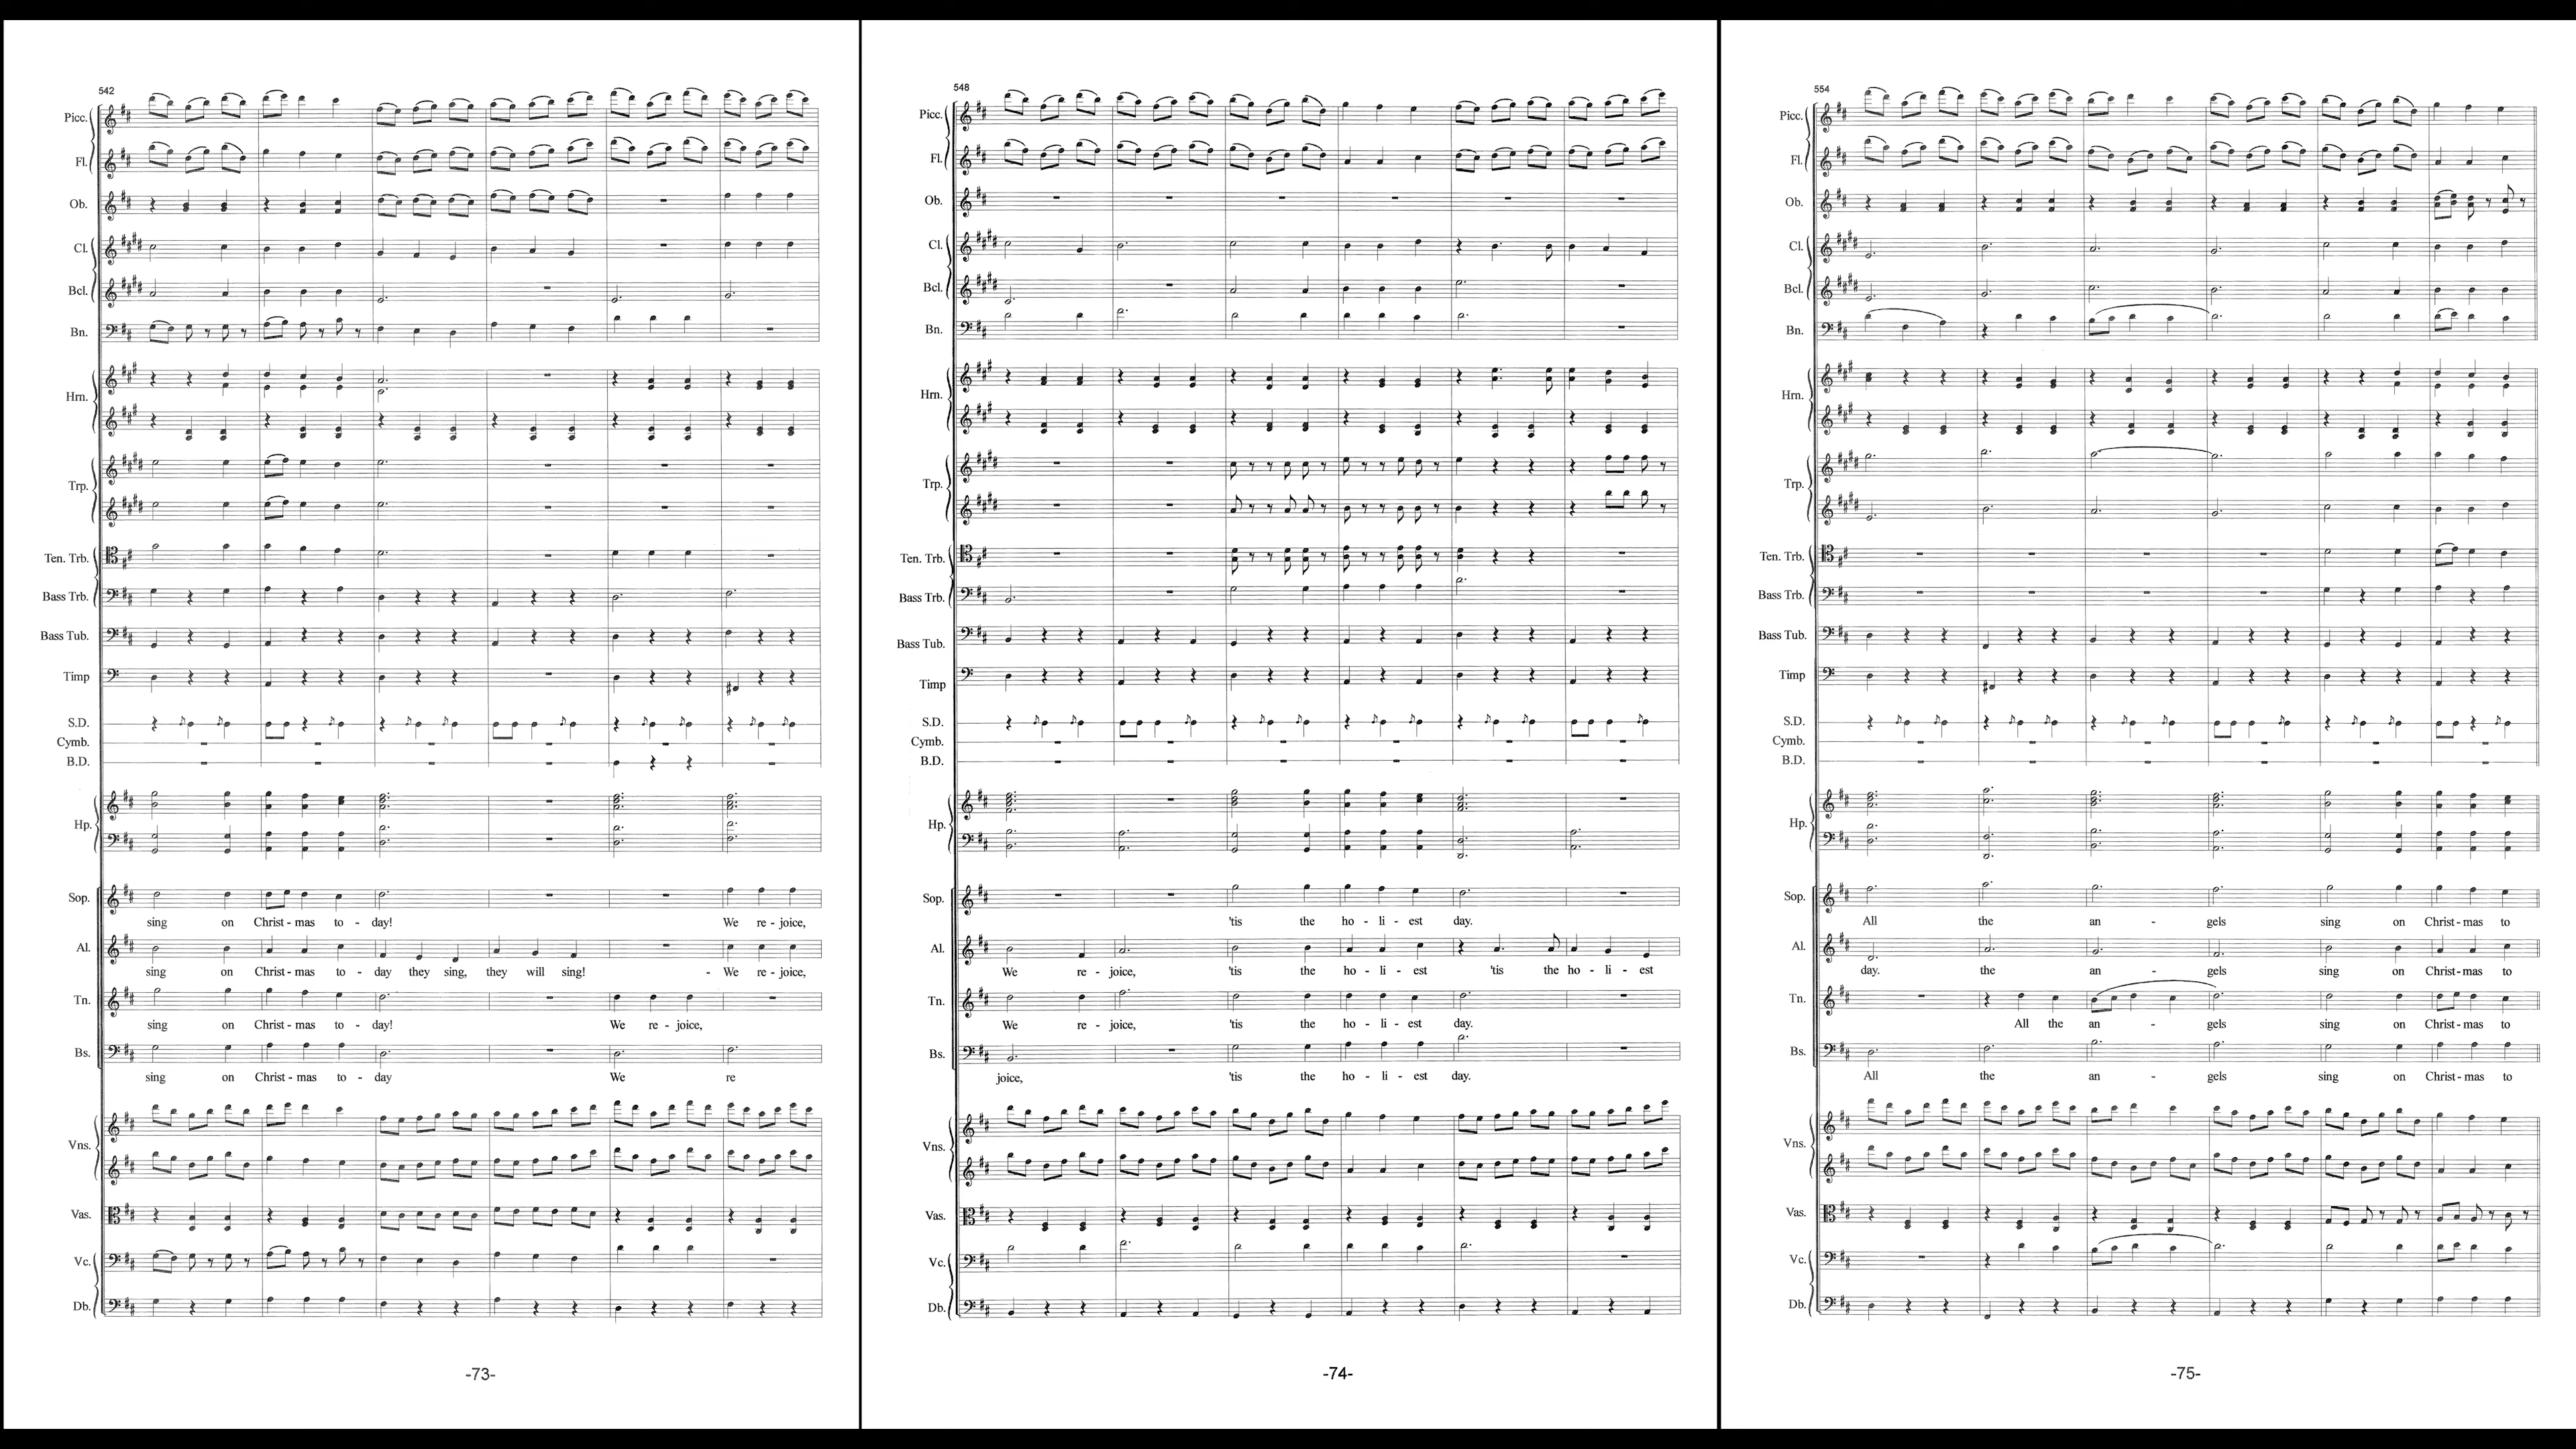 542
Picc.
Fl.
Ob.
Cl.
Bcl.
Bn.
Hrn.
Trp.
Ten. Trb.
Bass Trb.
Bass Tub.
Timp
S.D.
Cymb.
B.D.
Hp.
Sop.
sing on Christ - mas to - day! We re - joice,
Al.
sing on Christ - mas to - day they sing, they will sing! - We re - joice,
Tn.
sing on Christ - mas to - day! We re - joice,
Bs.
sing on Christ - mas to - day We re
Vns.
Vas.
Vc.
Db.
-73-
548
Picc.
Fl.
Ob.
Cl.
Bcl.
Bn.
Hrn.
Trp.
Ten. Trb.
Bass Trb.
Bass Tub.
Timp
S.D.
Cymb.
B.D.
Hp.
Sop.
'tis the ho - li - est day.
Al.
We re - joice, 'tis the ho - li - est 'tis the ho - li - est
Tn.
We re - joice, 'tis the ho - li - est day.
Bs.
joice, 'tis the ho - li - est day.
Vns.
Vas.
Vc.
Db.
-74-
554
Picc.
Fl.
Ob.
Cl.
Bcl.
Bn.
Hrn.
Trp.
Ten. Trb.
Bass Trb.
Bass Tub.
Timp
S.D.
Cymb.
B.D.
Hp.
Sop.
All the an - gels sing on Christ - mas to
Al.
day. the an - gels sing on Christ - mas to
Tn.
All the an - gels sing on Christ - mas to
Bs.
All the an - gels sing on Christ - mas to
Vns.
Vas.
Vc.
Db.
-75-